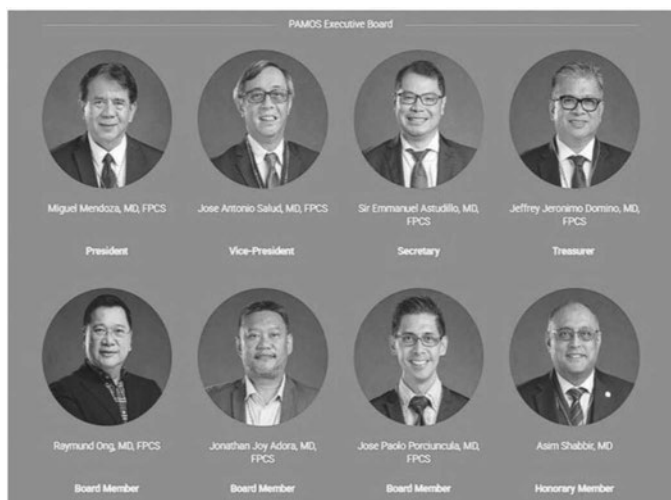 PAMOS Executive Board
Miguel Mendoza, MD, FPCS
President
Jose Antonio Salud, MD, FPCS
Vice-President
Sir Emmanuel Astudillo, MD,
FPCS
Secretary
Jeffrey Jeronimo Domino, MD,
FPCS
Treasurer
Raymund Ong, MD, FPCS
Board Member
Jonathan Joy Adora, MD,
FPCS
Board Member
Jose Paolo Porciuncula, MD,
FPCS
Board Member
Asim Shabbir, MD
Honorary Member